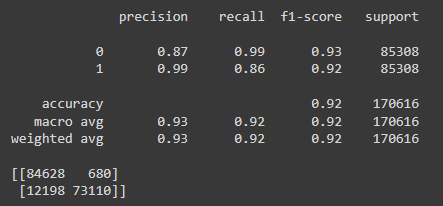 precision recall f1-score support
0 0.87 0.99 0.93 85308
1 0.99 0.86 0.92 85308
accuracy 0.92 170616
macro avg 0.93 0.92 0.92 170616
weighted avg 0.93 0.92 0.92 170616
[[84628 680]
[12198 73110]]